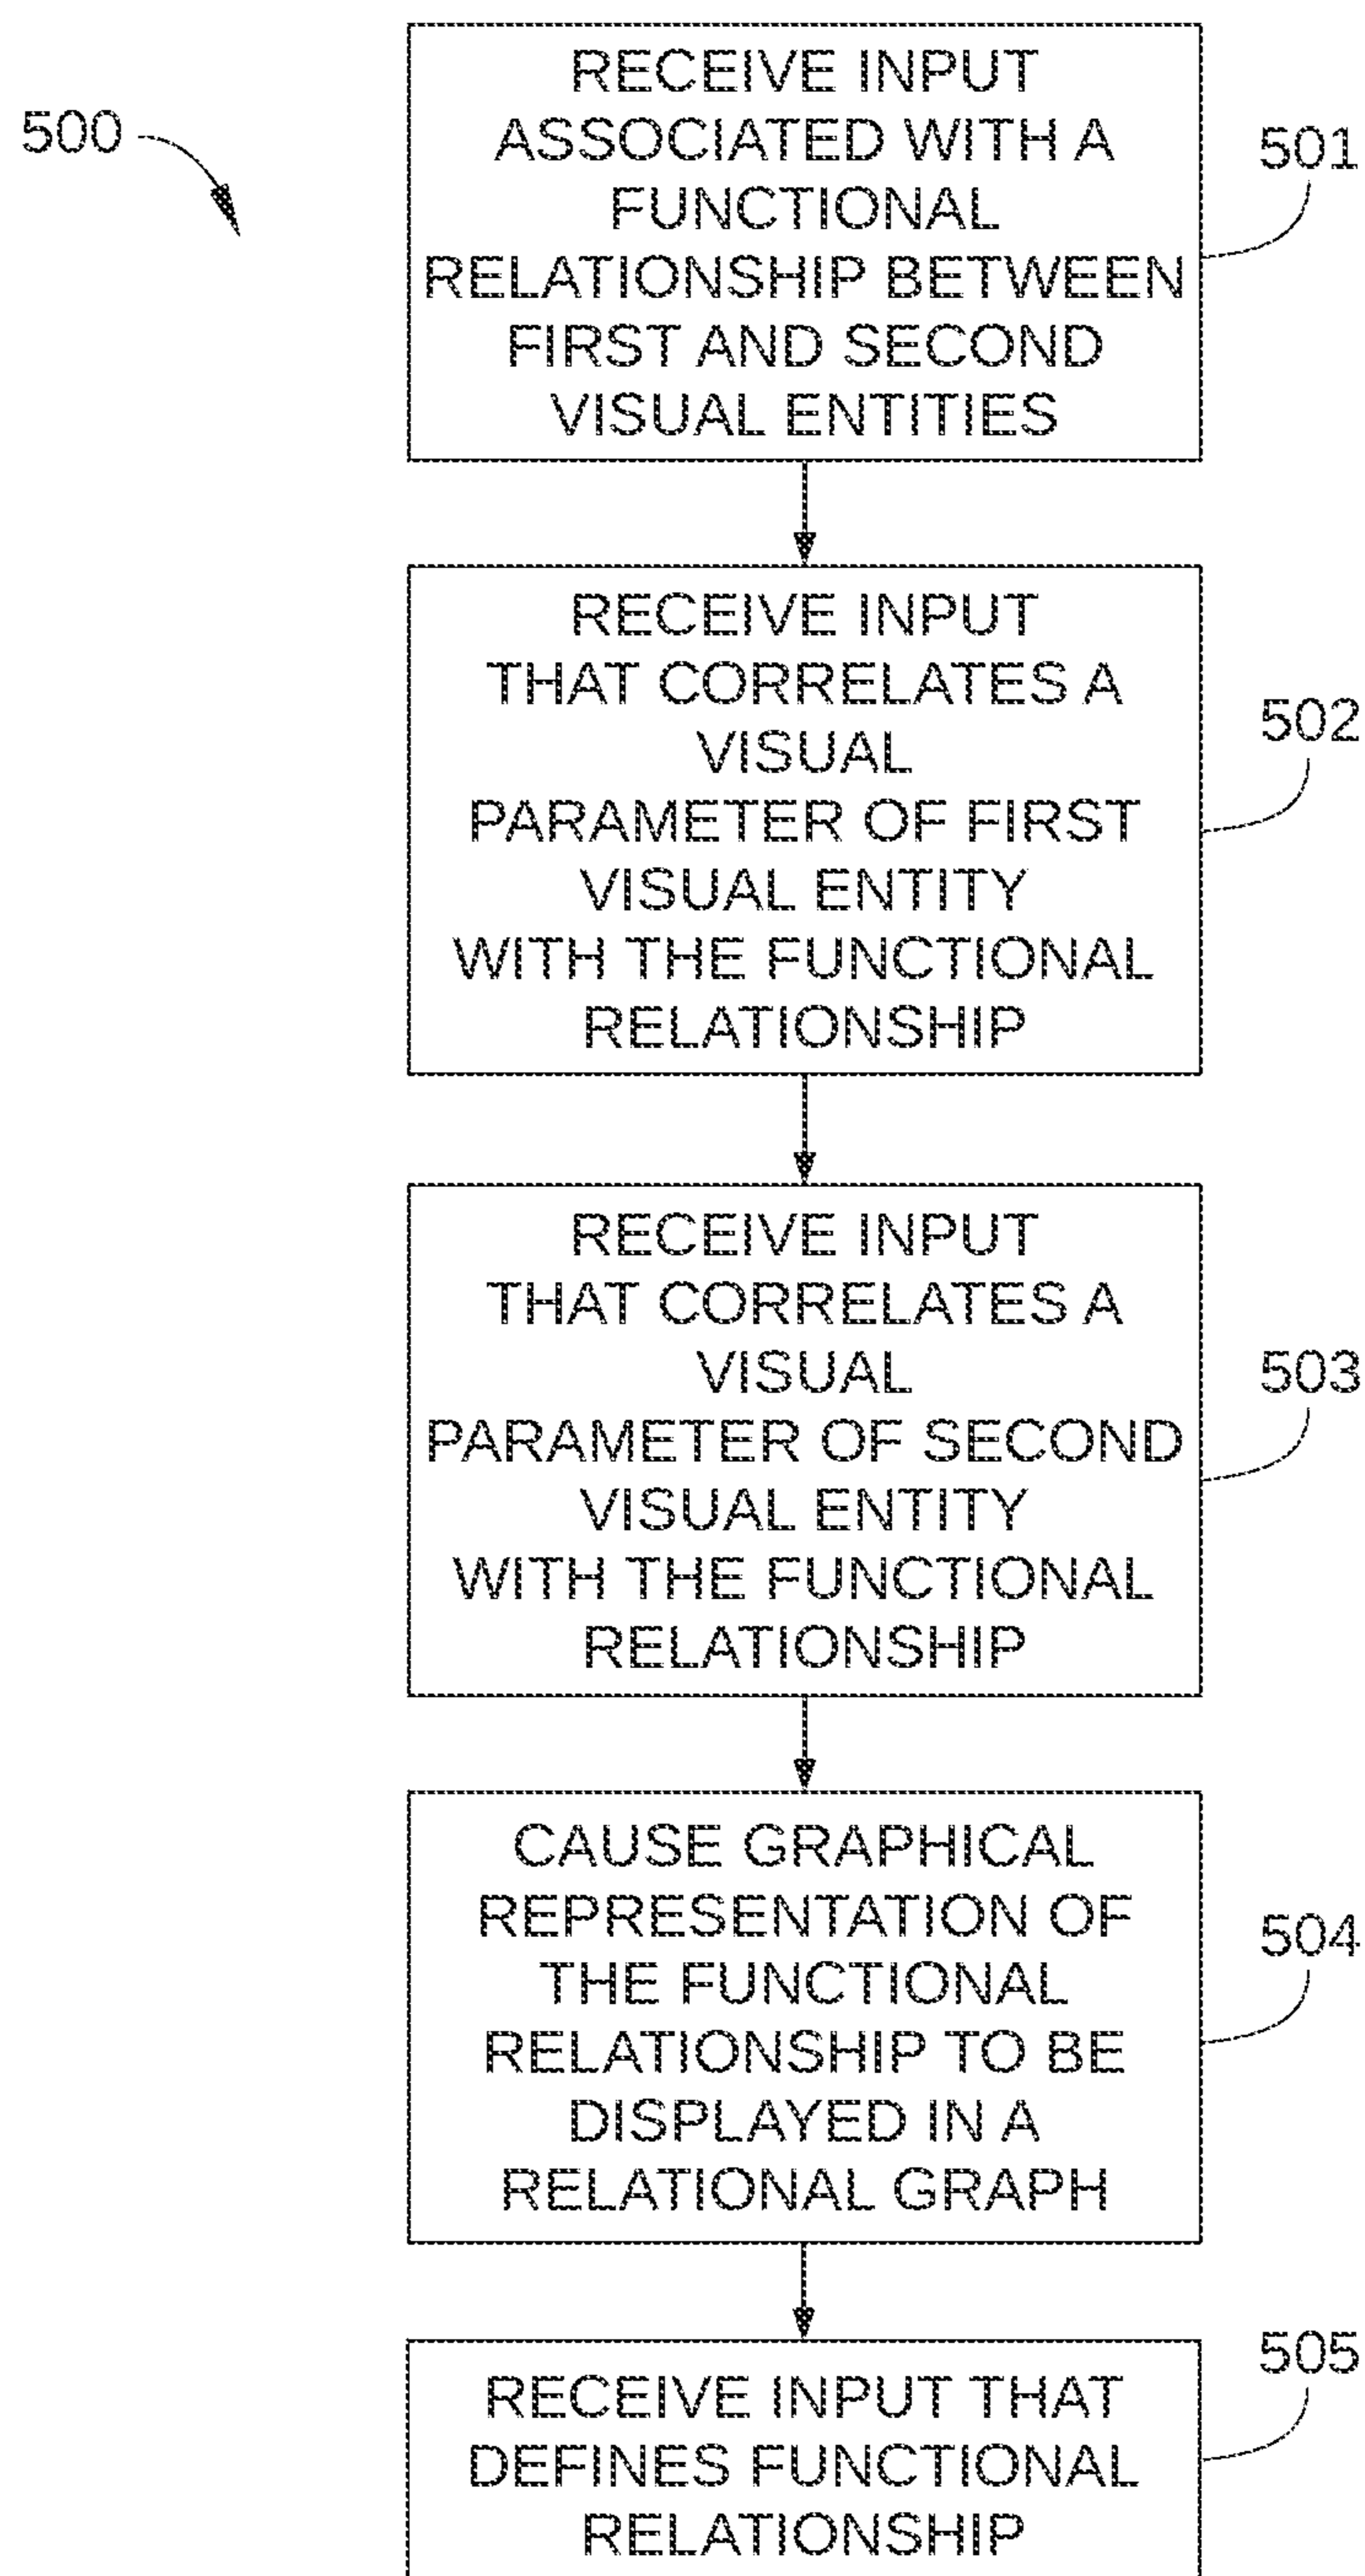 500
RECEIVE INPUT
ASSOCIATED WITH A
FUNCTIONAL
RELATIONSHIP BETWEEN
FIRST AND SECOND
VISUAL ENTITIES
501
RECEIVE INPUT
THAT CORRELATES A
VISUAL
PARAMETER OF FIRST
VISUAL ENTITY
WITH THE FUNCTIONAL
RELATIONSHIP
502
RECEIVE INPUT
THAT CORRELATES A
VISUAL
PARAMETER OF SECOND
VISUAL ENTITY
WITH THE FUNCTIONAL
RELATIONSHIP
503
CAUSE GRAPHICAL
REPRESENTATION OF
THE FUNCTIONAL
RELATIONSHIP TO BE
DISPLAYED IN A
RELATIONAL GRAPH
504
RECEIVE INPUT THAT
DEFINES FUNCTIONAL
RELATIONSHIP
505